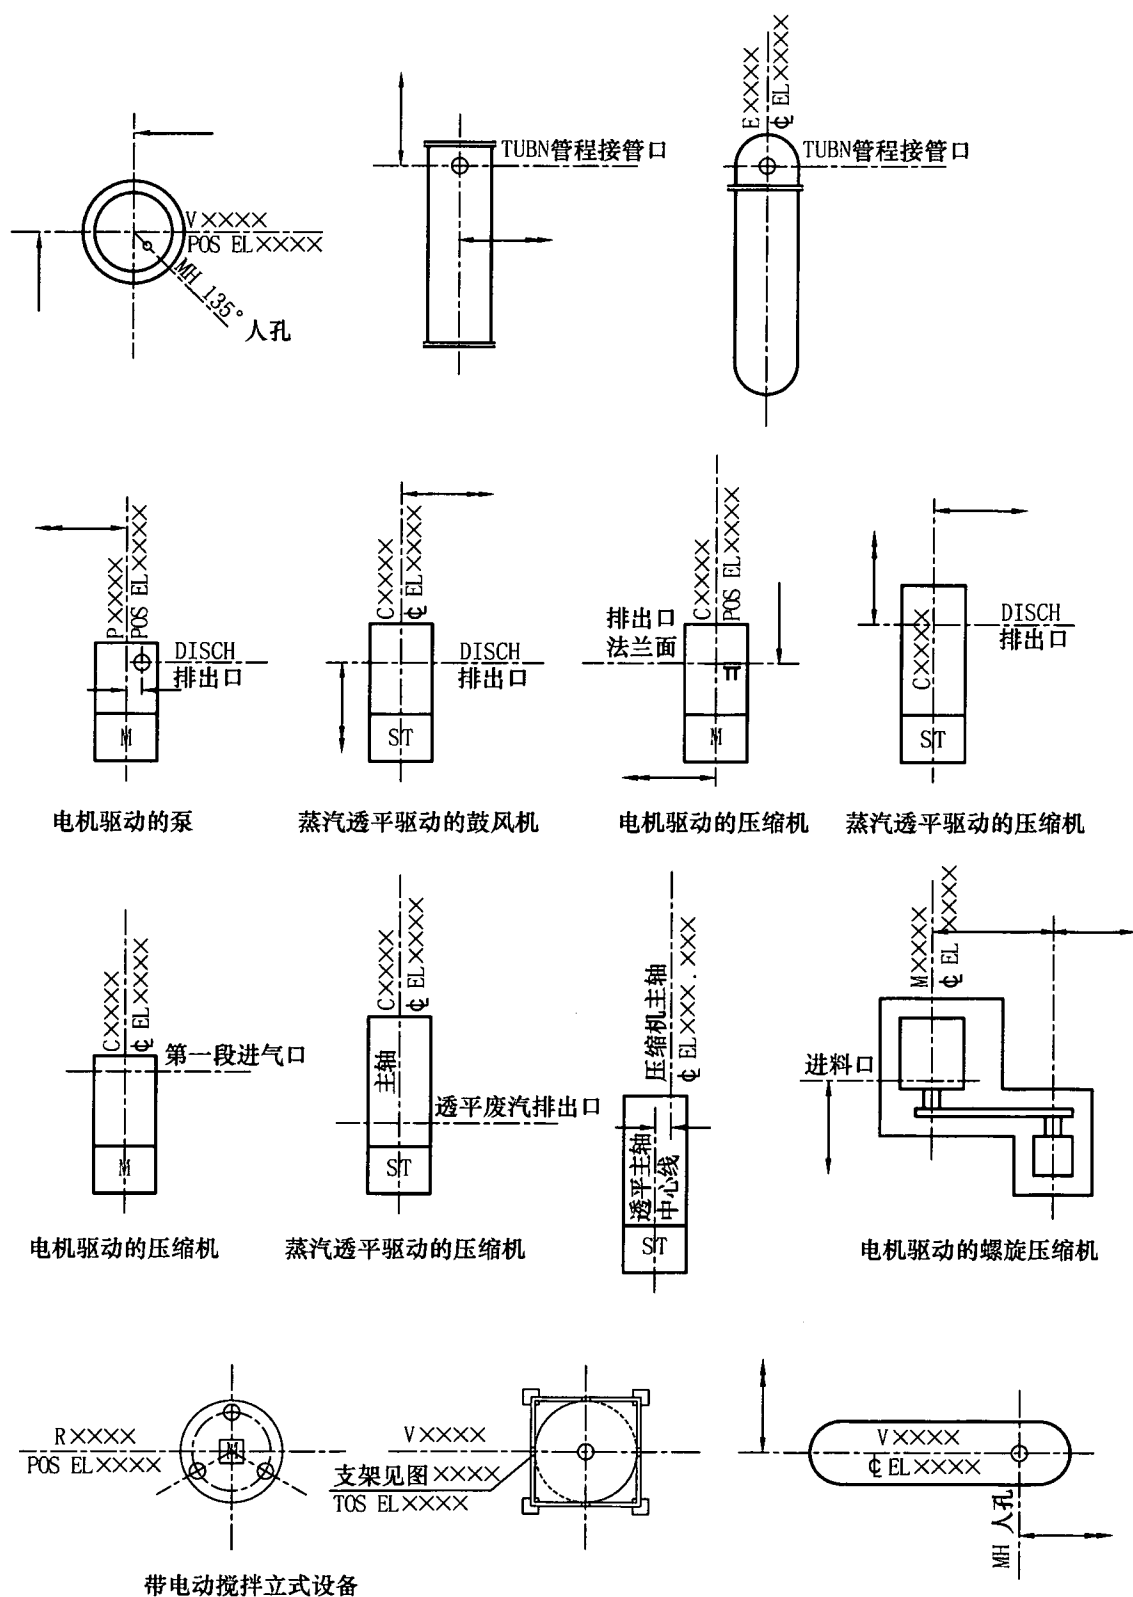 E××××
℄ EL××××
TUBN管程接管口
TUBN管程接管口
V××××
POS EL××××
MH 135°
人孔
P××××
POS EL××××
DISCH
排出口
M
电机驱动的泵
C××××
℄ EL××××
DISCH
排出口
ST
蒸汽透平驱动的鼓风机
C××××
POS EL××××
排出口
法兰面
M
电机驱动的压缩机
C××××
DISCH
排出口
ST
蒸汽透平驱动的压缩机
C××××
℄ EL××××
第一段进气口
M
电机驱动的压缩机
C××××
℄ EL××××
主轴
透平废汽排出口
ST
蒸汽透平驱动的压缩机
压缩机主轴
℄ EL×××.×××
透平主轴
中心线
ST
M××××
℄ EL ××××
进料口
电机驱动的螺旋压缩机
R××××
POS EL××××
M
带电动搅拌立式设备
V××××
支架见图××××
TOS EL××××
V××××
℄ EL××××
MH 人孔